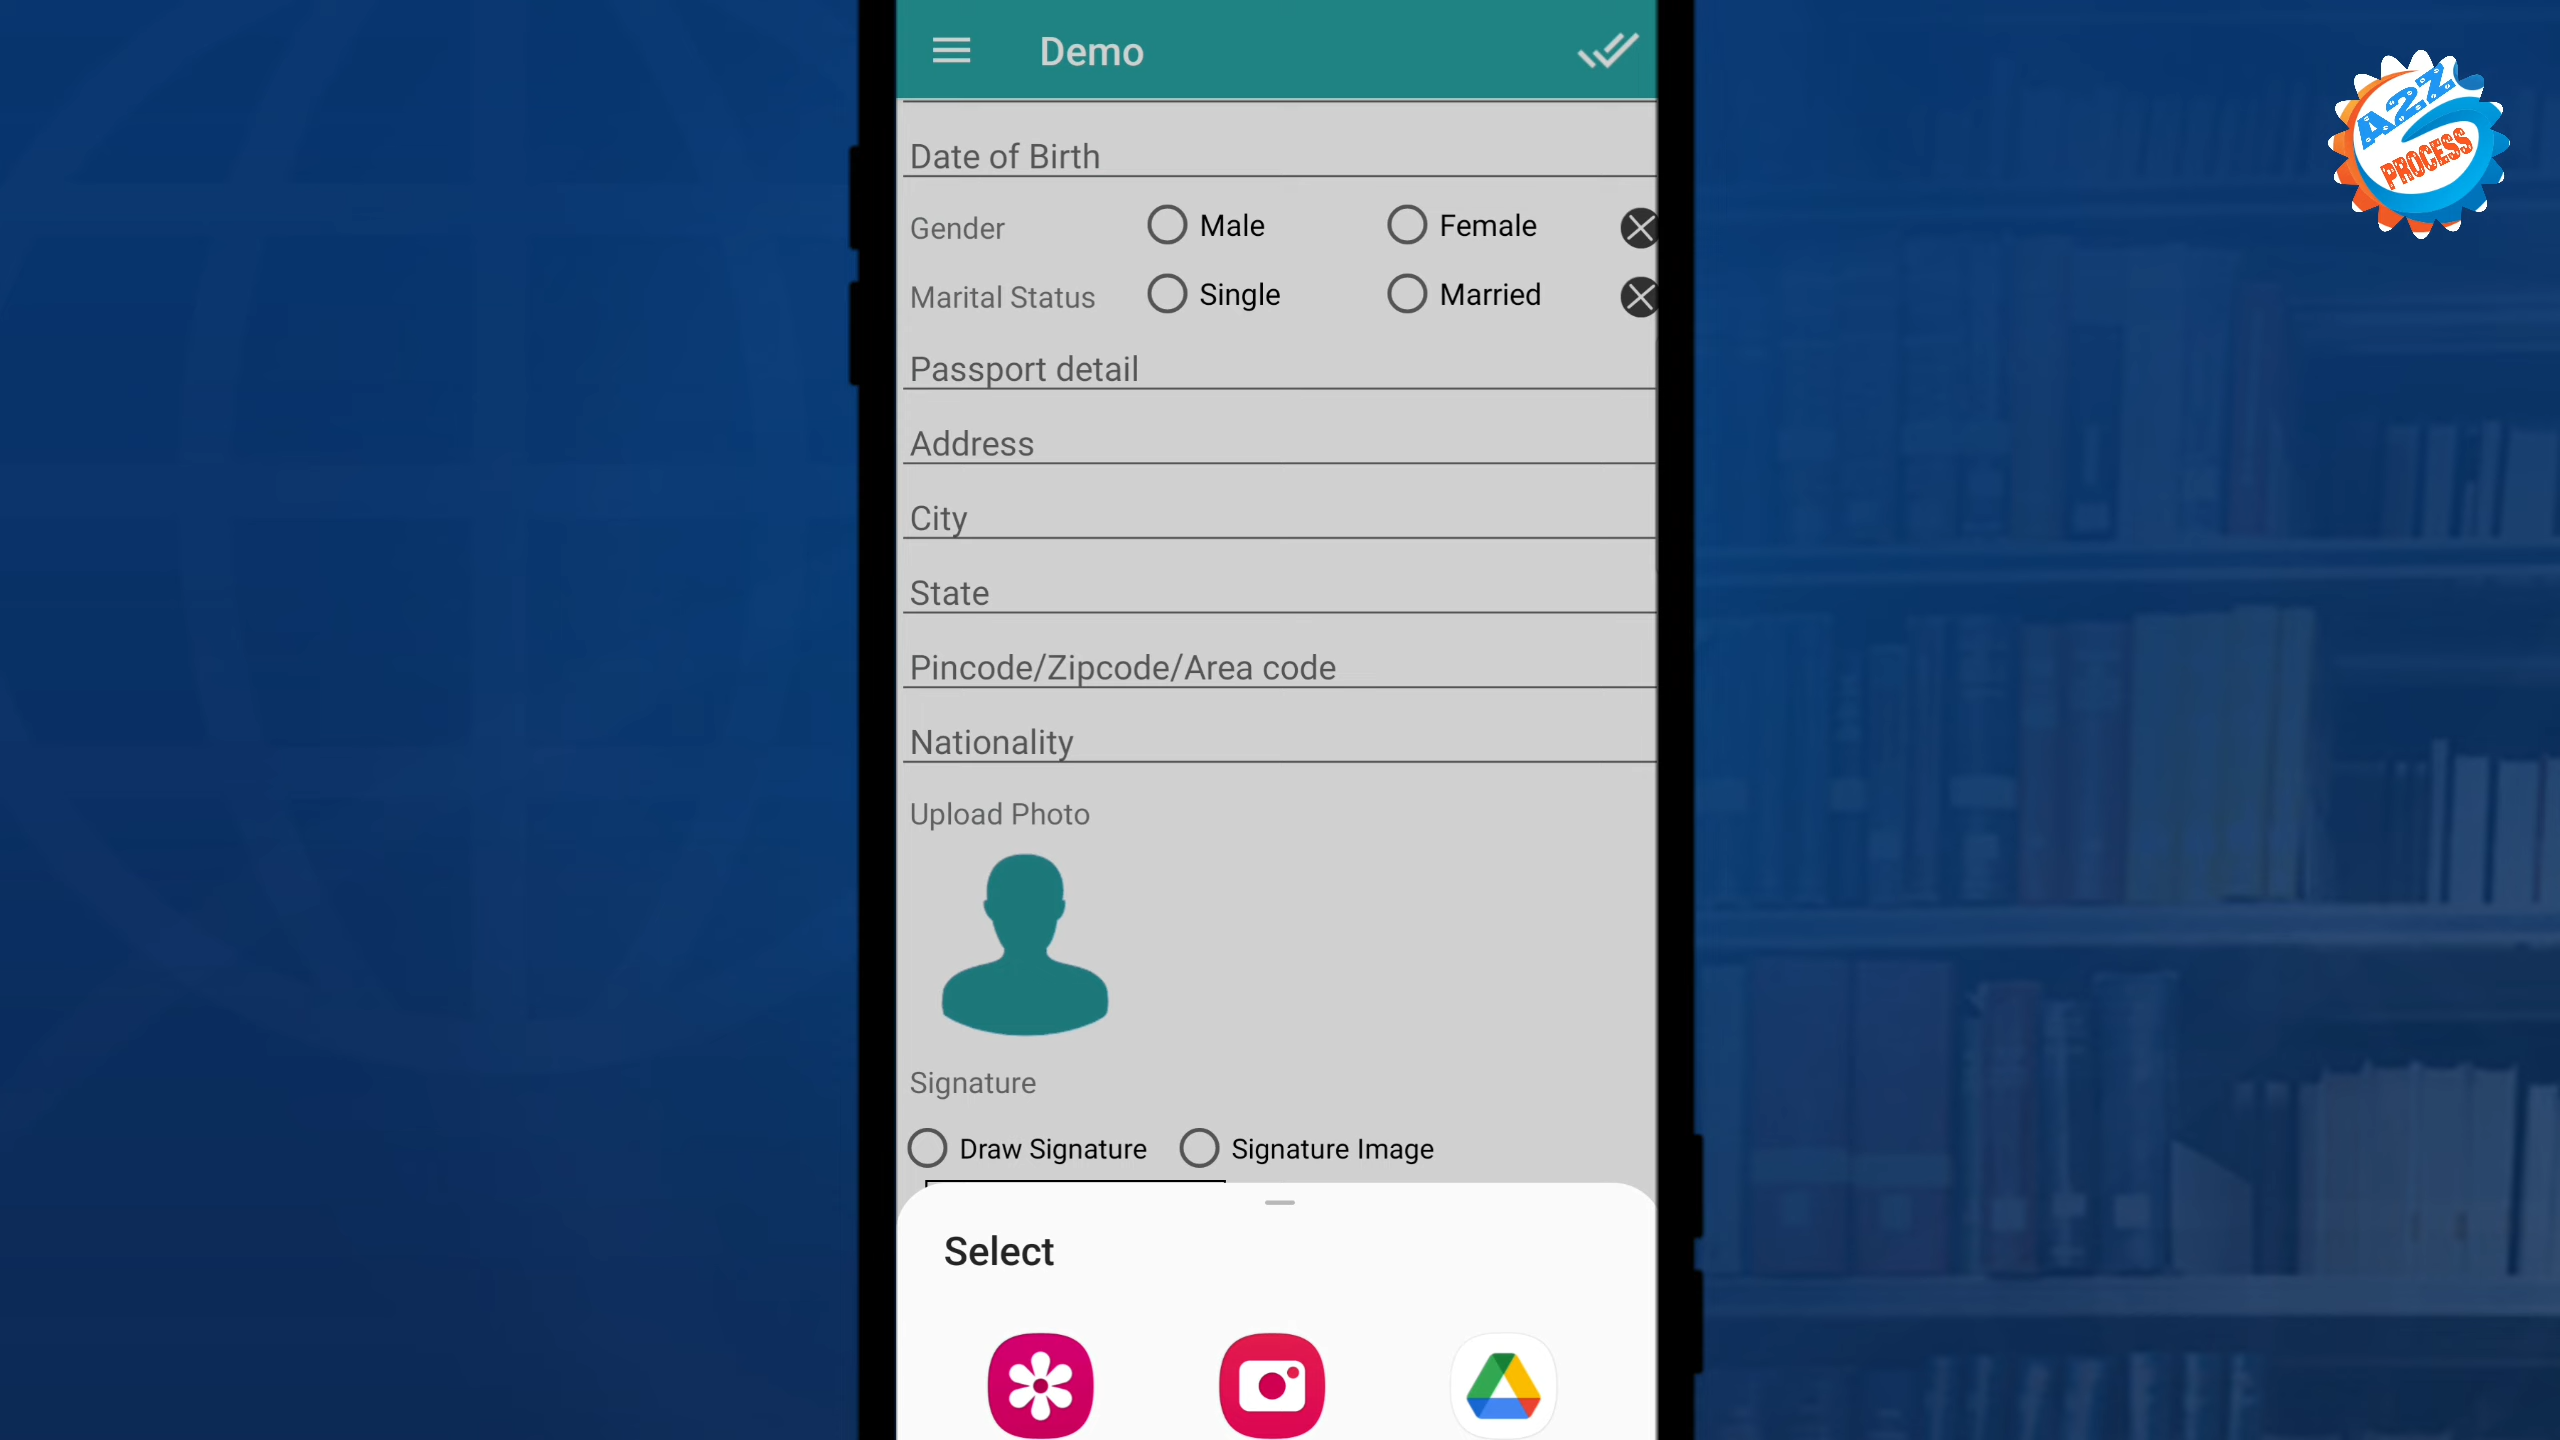 Demo
A2Z
PROCESS
Date of Birth
Gender Male Female
Marital Status Single Married
Passport detail
Address
City
State
Pincode/Zipcode/Area code
Nationality
Upload Photo
Signature
Draw Signature Signature Image
Select